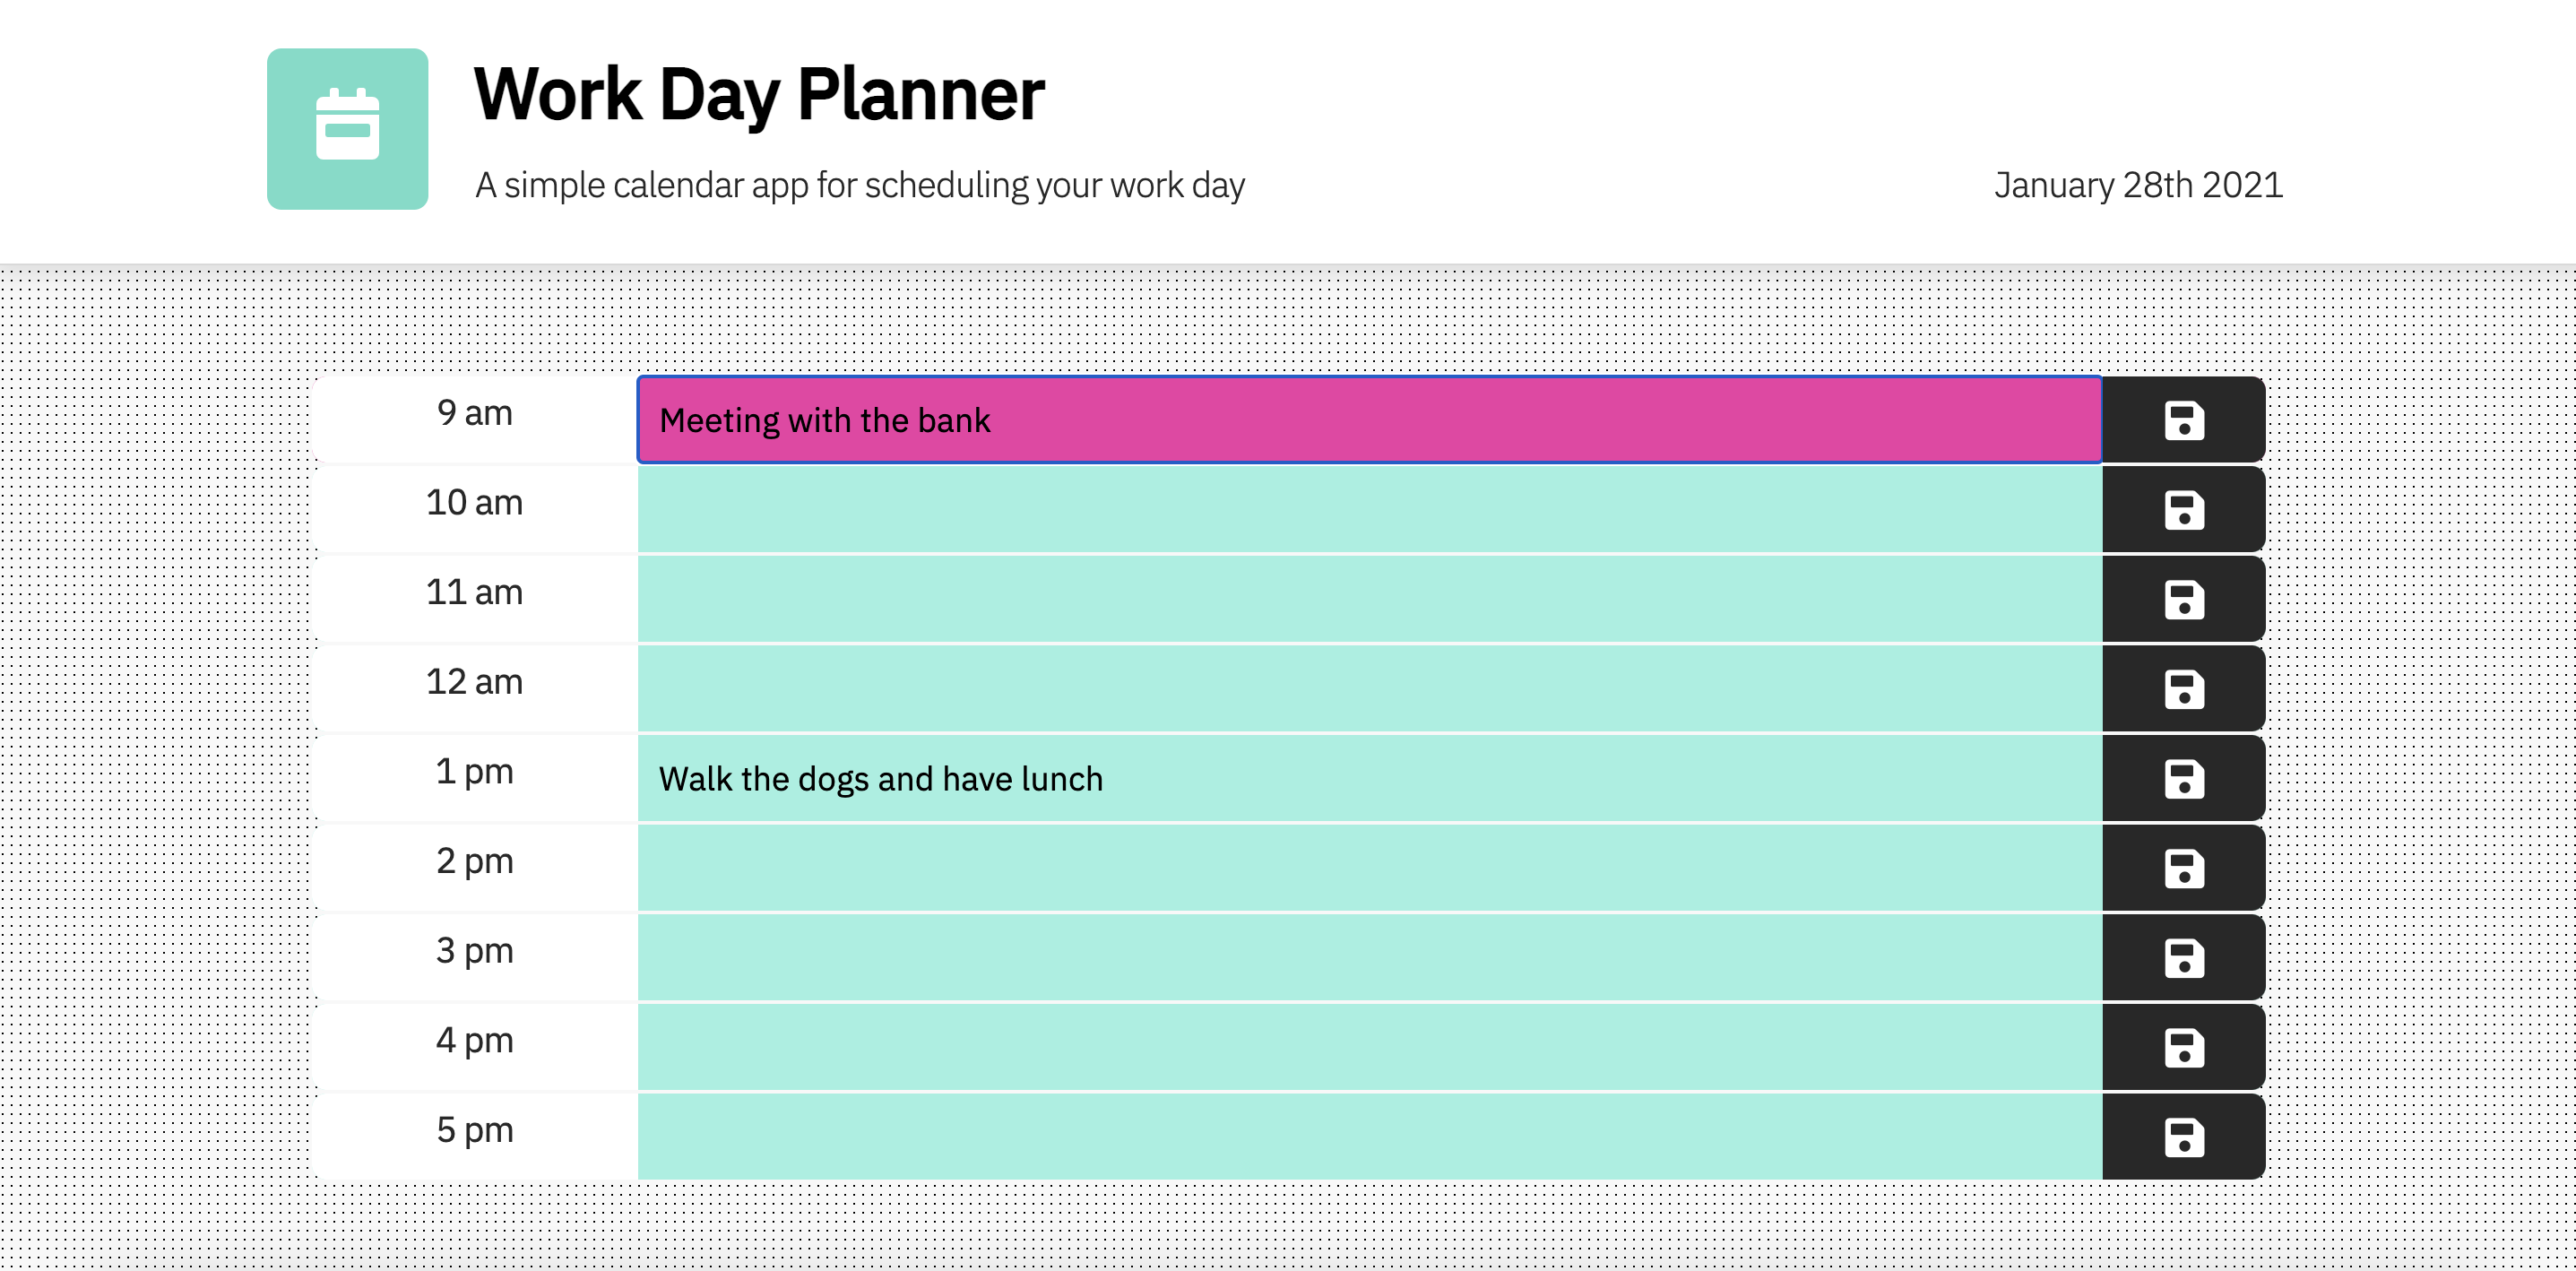 Work Day Planner
A simple calendar app for scheduling your work day
January 28th 2021
9 am
Meeting with the bank
10 am
11 am
12 am
1 pm
Walk the dogs and have lunch
2 pm
3 pm
4 pm
5 pm